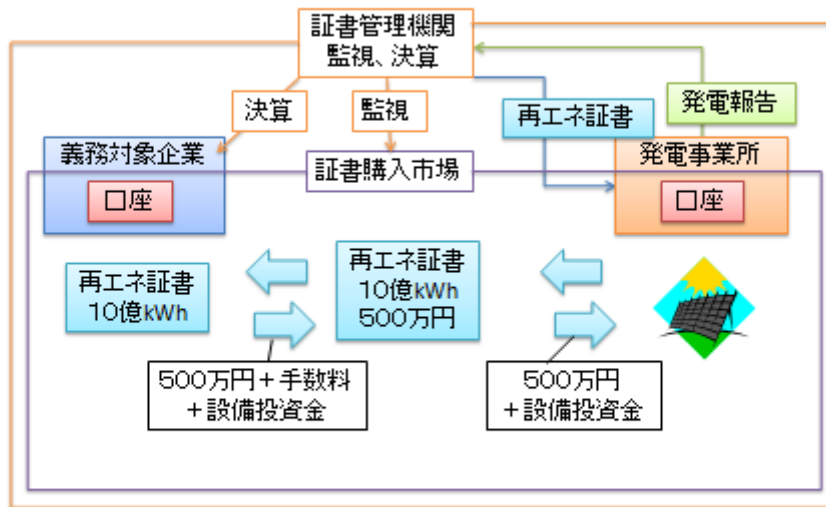 証書管理機関
監視、決算
決算
監視
再エネ証書
発電報告
義務対象企業
口座
証書購入市場
発電事業所
口座
再エネ証書
10億kWh
再エネ証書
10億kWh
500万円
500万円＋手数料
＋設備投資金
500万円
＋設備投資金